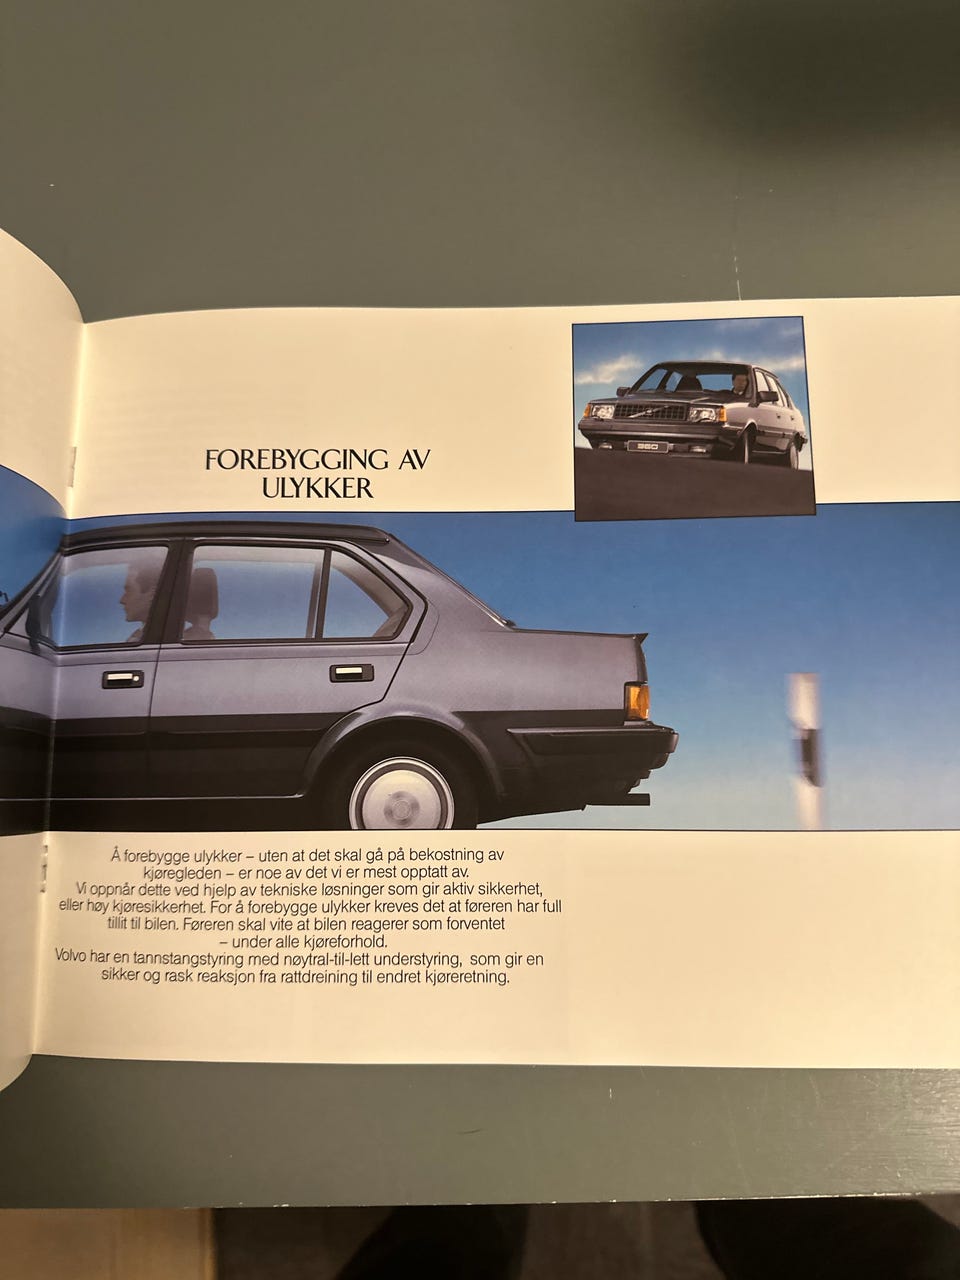 360
FOREBYGGING AV
ULYKKER
Å forebygge ulykker – uten at det skal gå på bekostning av
kjøregleden – er noe av det vi er mest opptatt av.
Vi oppnår dette ved hjelp av tekniske løsninger som gir aktiv sikkerhet,
eller høy kjøresikkerhet. For å forebygge ulykker kreves det at føreren har full
tillit til bilen. Føreren skal vite at bilen reagerer som forventet
– under alle kjøreforhold.
Volvo har en tannstangstyring med nøytral-til-lett understyring, som gir en
sikker og rask reaksjon fra rattdreining til endret kjøreretning.